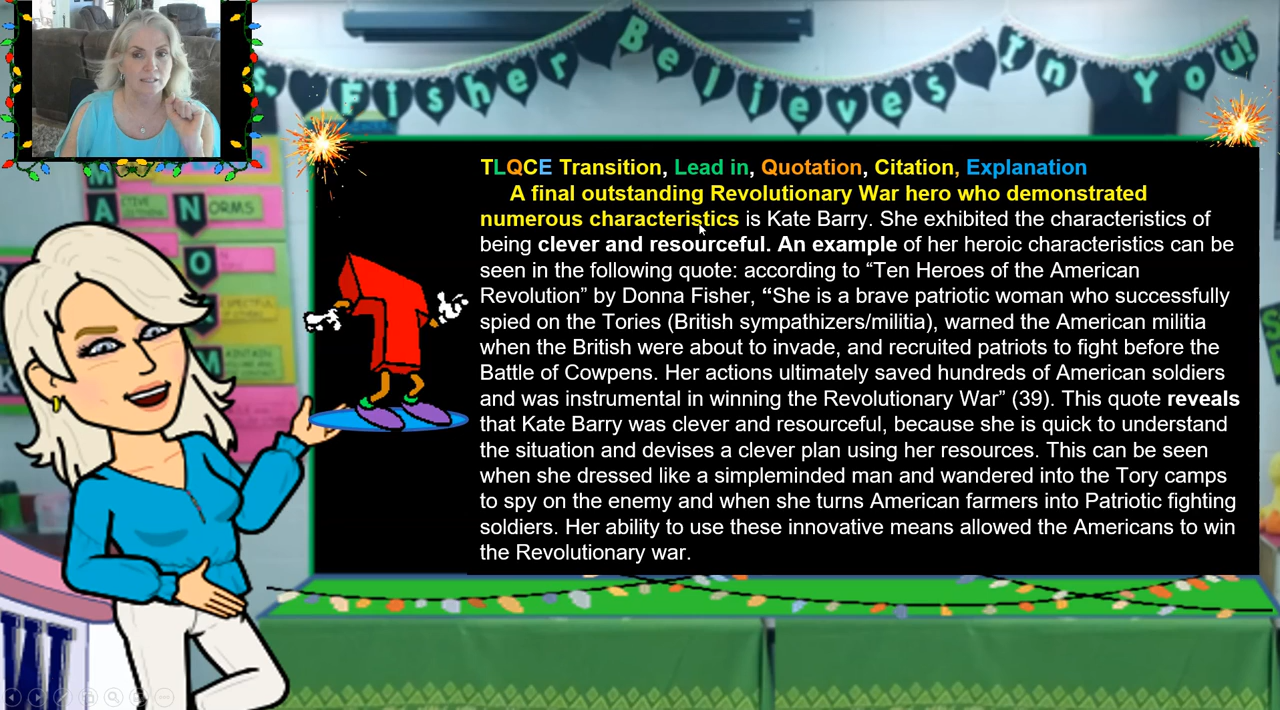 s. Fisher Believes In You!
TLQCE Transition, Lead in, Quotation, Citation, Explanation
A final outstanding Revolutionary War hero who demonstrated
numerous characteristics is Kate Barry. She exhibited the characteristics of
being clever and resourceful. An example of her heroic characteristics can be
seen in the following quote: according to “Ten Heroes of the American
Revolution” by Donna Fisher, “She is a brave patriotic woman who successfully
spied on the Tories (British sympathizers/militia), warned the American militia
when the British were about to invade, and recruited patriots to fight before the
Battle of Cowpens. Her actions ultimately saved hundreds of American soldiers
and was instrumental in winning the Revolutionary War” (39). This quote reveals
that Kate Barry was clever and resourceful, because she is quick to understand
the situation and devises a clever plan using her resources. This can be seen
when she dressed like a simpleminded man and wandered into the Tory camps
to spy on the enemy and when she turns American farmers into Patriotic fighting
soldiers. Her ability to use these innovative means allowed the Americans to win
the Revolutionary war.
M
A
N
ORMS
O
M